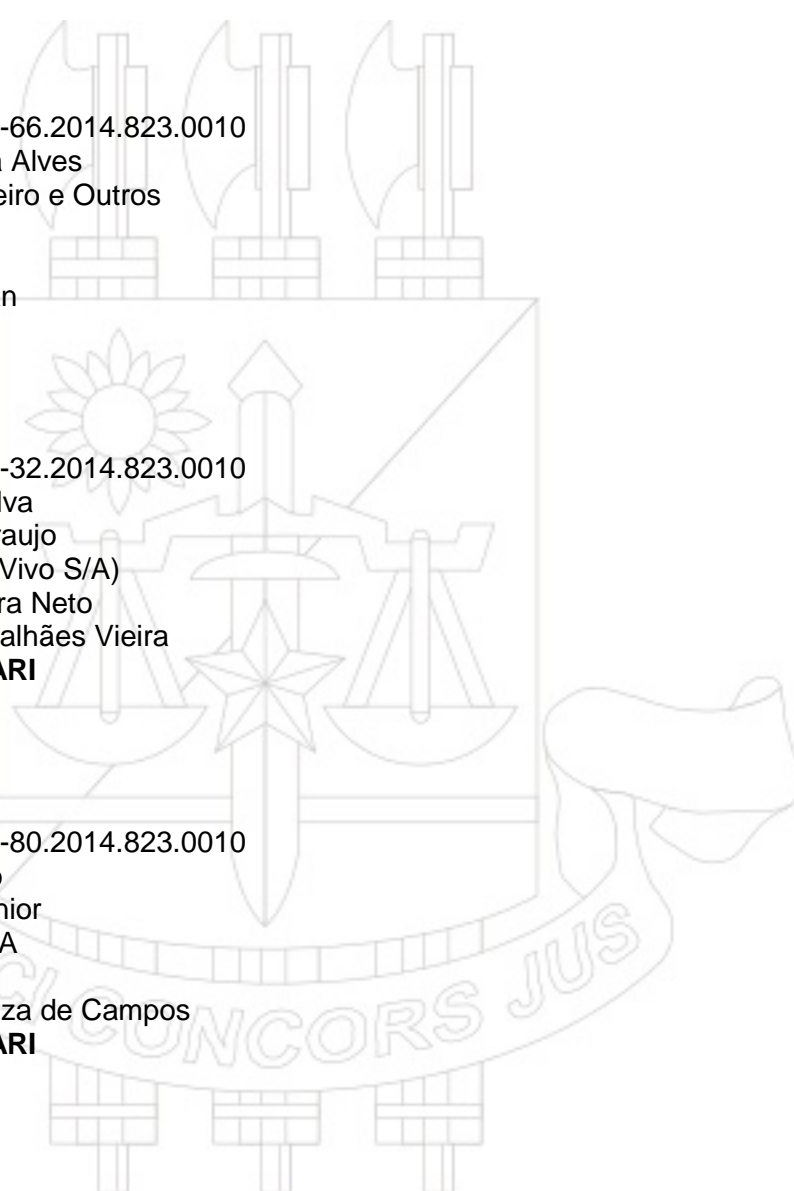 -66.2014.823.0010
Alves
eiro e Outros
n
-32.2014.823.0010
lva
raujo
Vivo S/A)
ra Neto
alhães Vieira
ARI
-80.2014.823.0010
o
nior
A
za de Campos
ARI
CI CONCORS JUS